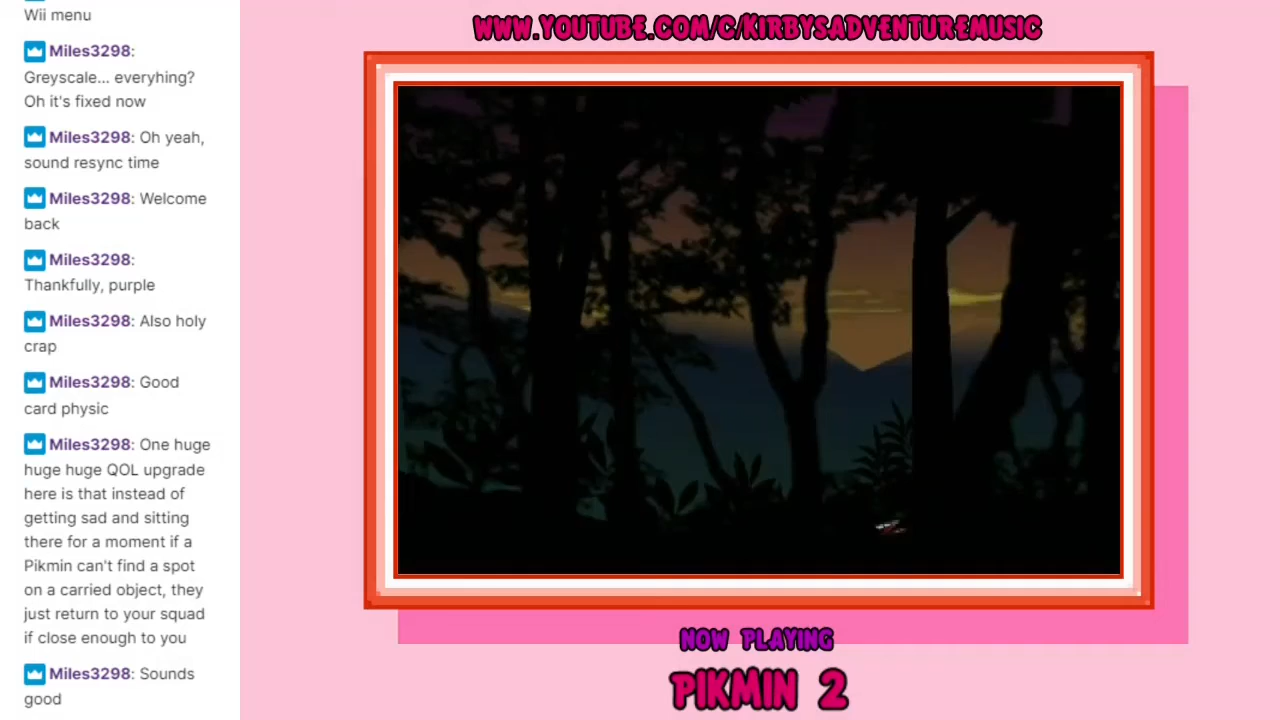 Wii menu
Miles3298:
Greyscale... everyhing?
Oh it's fixed now
Miles3298: Oh yeah,
sound resync time
Miles3298: Welcome
back
Miles3298:
Thankfully, purple
Miles3298: Also holy
crap
Miles3298: Good
card physic
Miles3298: One huge
huge huge QOL upgrade
here is that instead of
getting sad and sitting
there for a moment if a
Pikmin can't find a spot
on a carried object, they
just return to your squad
if close enough to you
Miles3298: Sounds
good
WWW.YOUTUBE.COM/C/KIRBYSADVENTUREMUSIC
NOW PLAYING
PIKMIN 2